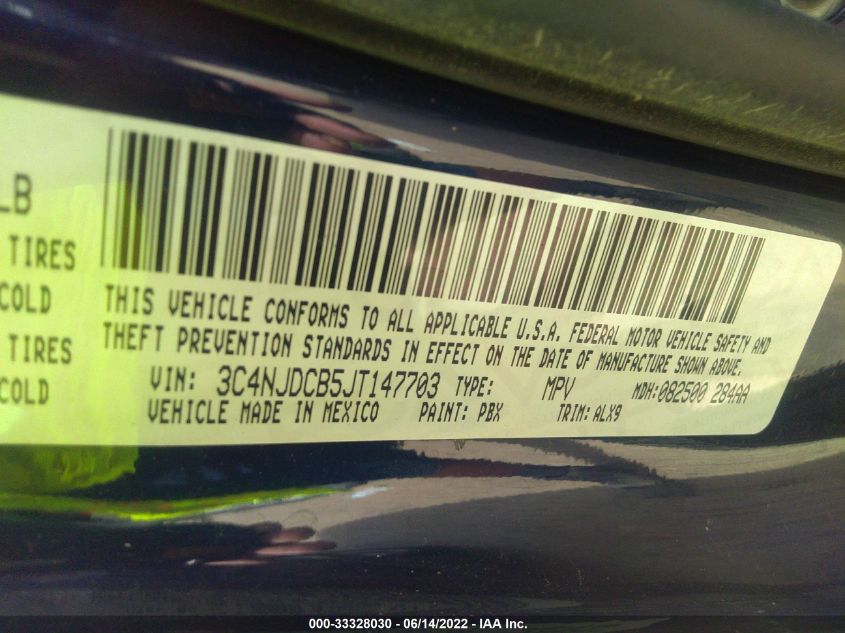 LB
TIRES
COLD
TIRES
COLD
THIS VEHICLE CONFORMS TO ALL APPLICABLE U.S.A. FEDERAL MOTOR VEHICLE SAFETY AND
THEFT PREVENTION STANDARDS IN EFFECT ON THE DATE OF MANUFACTURE SHOWN ABOVE.
VIN: 3C4NJDCB5JT147703 TYPE: MPV MDH: 082500 284AA
VEHICLE MADE IN MEXICO PAINT: PBX TRIM: ALX9
000-33328030 - 06/14/2022 - IAA Inc.